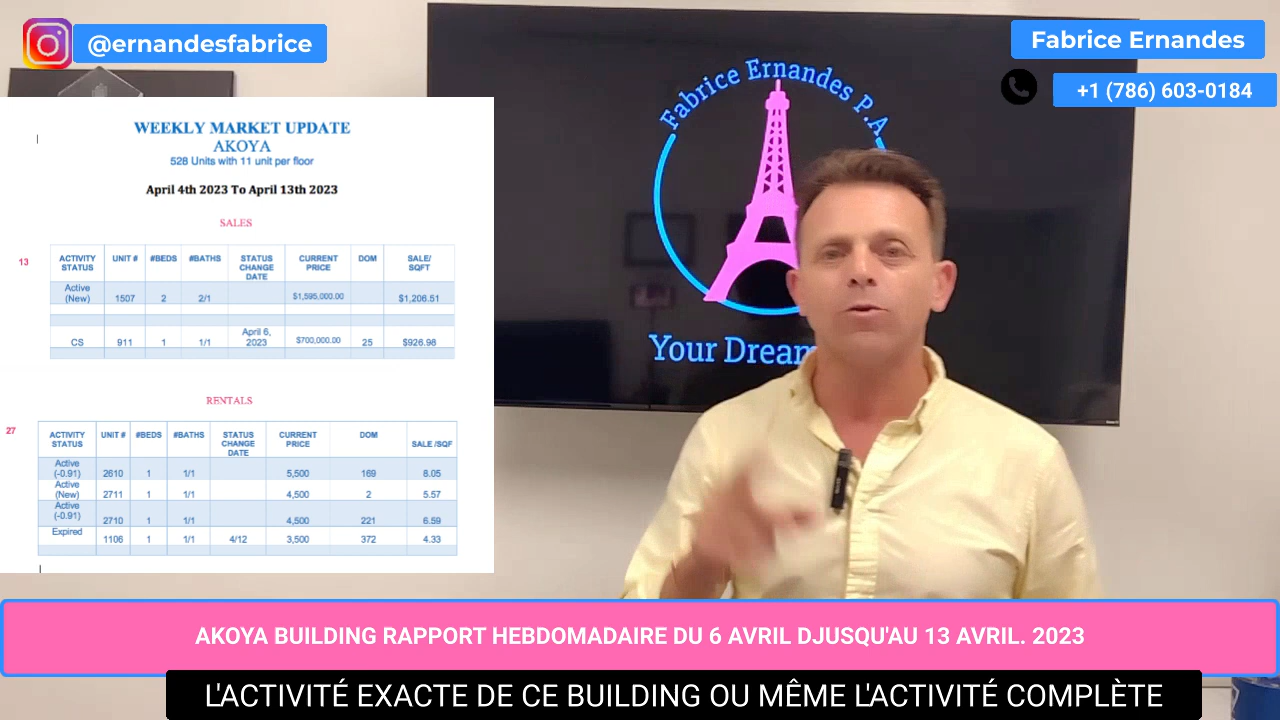 @ernandesfabrice
Fabrice Ernandes
+1 (786) 603-0184
Fabrice Ernandes P.A
Your Dream
WEEKLY MARKET UPDATE
AKOYA
528 Units with 11 unit per floor
April 4th 2023 To April 13th 2023
SALES
13
ACTIVITY STATUS UNIT # #BEDS #BATHS STATUS CHANGE DATE CURRENT PRICE DOM SALE/ SQFT
Active (New) 1507 2 2/1 $1,595,000.00 $1,206.51
CS 911 1 1/1 April 6, 2023 $700,000.00 25 $926.98
RENTALS
27
ACTIVITY STATUS UNIT # #BEDS #BATHS STATUS CHANGE DATE CURRENT PRICE DOM SALE /SQF
Active (-0.91) 2610 1 1/1 5,500 169 8.05
Active (New) 2711 1 1/1 4,500 2 5.57
Active (-0.91) 2710 1 1/1 4,500 221 6.59
Expired 1106 1 1/1 4/12 3,500 372 4.33
AKOYA BUILDING RAPPORT HEBDOMADAIRE DU 6 AVRIL DJUSQU'AU 13 AVRIL. 2023
L'ACTIVITÉ EXACTE DE CE BUILDING OU MÊME L'ACTIVITÉ COMPLÈTE